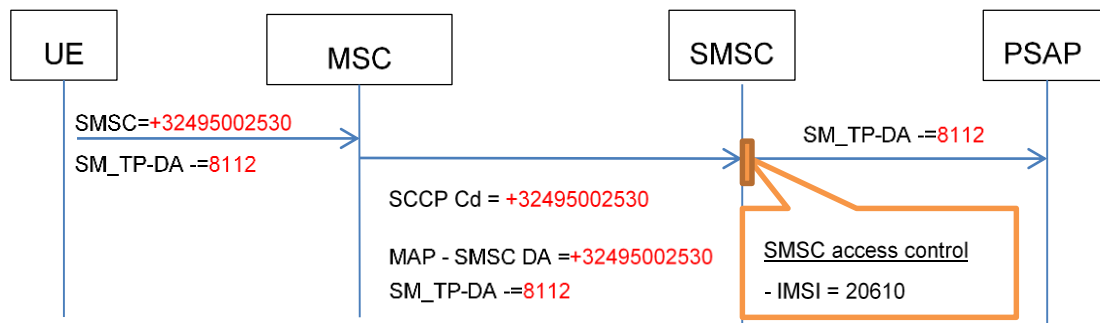 UE
MSC
SMSC
PSAP
SMSC=+32495002530
SM_TP-DA -=8112
SM_TP-DA -=8112
SCCP Cd = +32495002530
MAP - SMSC DA =+32495002530
SM_TP-DA -=8112
SMSC access control
- IMSI = 20610